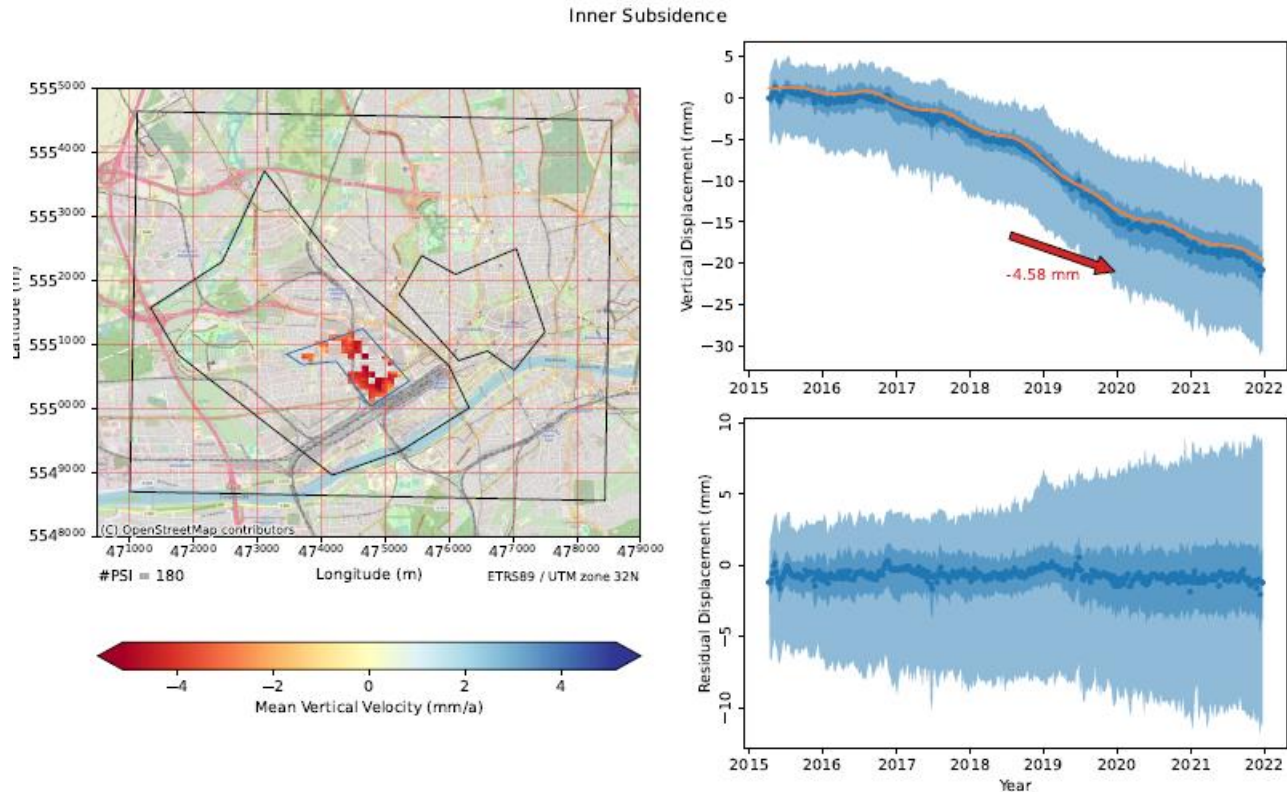 Inner Subsidence
555⁵⁰⁰⁰
555⁴⁰⁰⁰
555³⁰⁰⁰
555²⁰⁰⁰
555¹⁰⁰⁰
555⁰⁰⁰⁰
554⁹⁰⁰⁰
554⁸⁰⁰⁰
Latitude (m)
(C) OpenStreetMap contributors
47¹⁰⁰⁰ 47²⁰⁰⁰ 47³⁰⁰⁰ 47⁴⁰⁰⁰ 47⁵⁰⁰⁰ 47⁶⁰⁰⁰ 47⁷⁰⁰⁰ 47⁸⁰⁰⁰ 47⁹⁰⁰⁰
#PSI = 180 Longitude (m) ETRS89 / UTM zone 32N
−4 −2 0 2 4
Mean Vertical Velocity (mm/a)
Vertical Displacement (mm)
5
0
−5
−10
−15
−20
−25
−30
-4.58 mm
2015 2016 2017 2018 2019 2020 2021 2022
Residual Displacement (mm)
10
5
0
−5
−10
2015 2016 2017 2018 2019 2020 2021 2022
Year